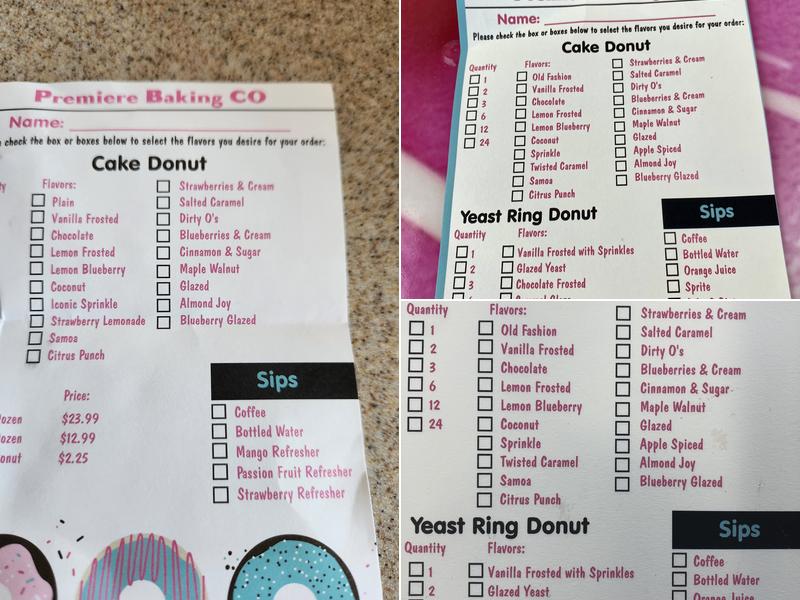 Premiere Baking CO
Name:
check the box or boxes below to select the flavors you desire for your order:
Cake Donut
Flavors:
Plain
Vanilla Frosted
Chocolate
Lemon Frosted
Lemon Blueberry
Coconut
Iconic Sprinkle
Strawberry Lemonade
Samoa
Citrus Punch
Strawberries & Cream
Salted Caramel
Dirty O's
Blueberries & Cream
Cinnamon & Sugar
Maple Walnut
Glazed
Almond Joy
Blueberry Glazed
Price:
$23.99
$12.99
$2.25
Sips
Coffee
Bottled Water
Mango Refresher
Passion Fruit Refresher
Strawberry Refresher
Name:
Please check the box or boxes below to select the flavors you desire for your order:
Cake Donut
Quantity
1
2
3
6
12
24
Flavors:
Old Fashion
Vanilla Frosted
Chocolate
Lemon Frosted
Lemon Blueberry
Coconut
Sprinkle
Twisted Caramel
Samoa
Citrus Punch
Strawberries & Cream
Salted Caramel
Dirty O's
Blueberries & Cream
Cinnamon & Sugar
Maple Walnut
Glazed
Apple Spiced
Almond Joy
Blueberry Glazed
Yeast Ring Donut
Quantity
1
2
3
Flavors:
Vanilla Frosted with Sprinkles
Glazed Yeast
Chocolate Frosted
Sips
Coffee
Bottled Water
Orange Juice
Sprite
Quantity
1
2
3
6
12
24
Flavors:
Old Fashion
Vanilla Frosted
Chocolate
Lemon Frosted
Lemon Blueberry
Coconut
Sprinkle
Twisted Caramel
Samoa
Citrus Punch
Strawberries & Cream
Salted Caramel
Dirty O's
Blueberries & Cream
Cinnamon & Sugar
Maple Walnut
Glazed
Apple Spiced
Almond Joy
Blueberry Glazed
Yeast Ring Donut
Quantity
1
2
Flavors:
Vanilla Frosted with Sprinkles
Glazed Yeast
Sips
Coffee
Bottled Water
Orange Juice